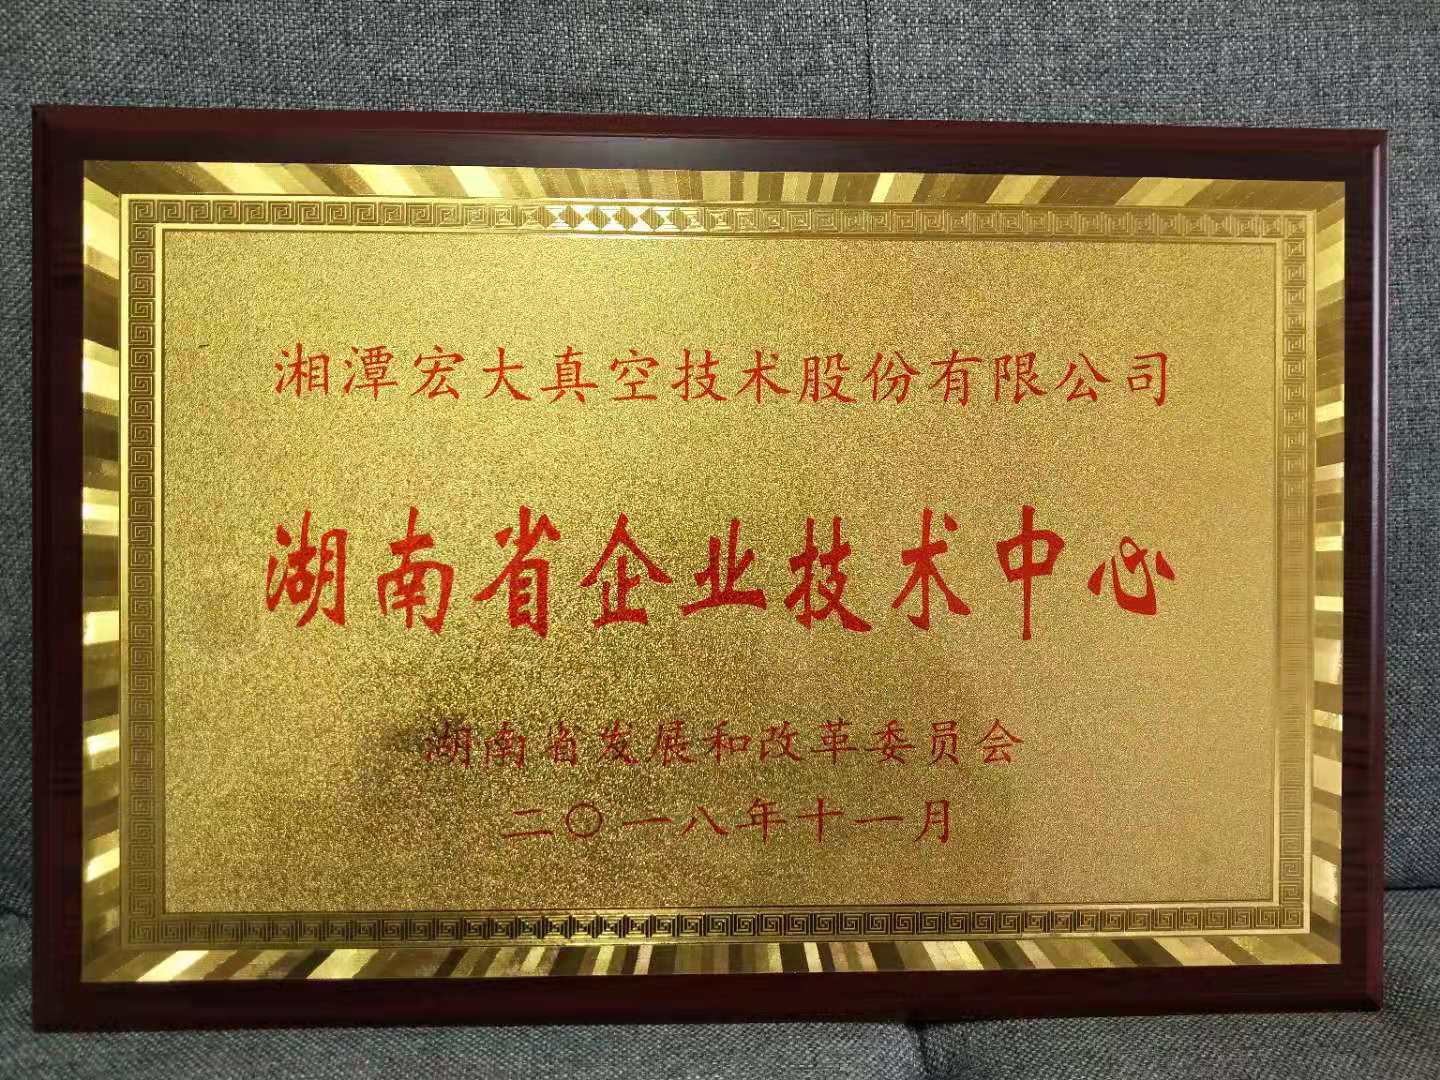 湘潭宏大真空技术股份有限公司
湖南省企业技术中心
湖南省发展和改革委员会
二〇一八年十一月